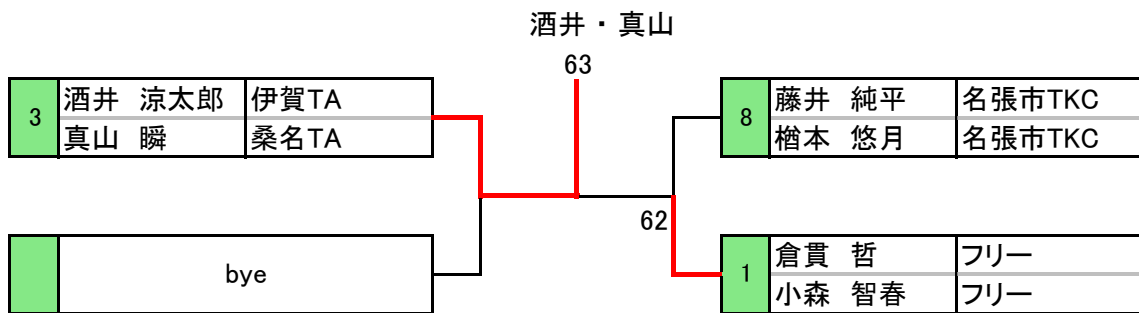 酒井・真山
63
3 酒井 涼太郎 伊賀TA
真山 瞬 桑名TA
bye
8 藤井 純平 名張市TKC
楢本 悠月 名張市TKC
62
1 倉貫 哲 フリー
小森 智春 フリー